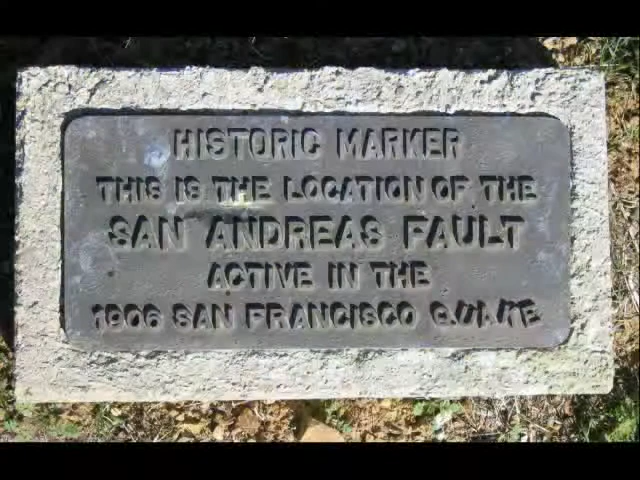 HISTORIC MARKER
THIS IS THE LOCATION OF THE
SAN ANDREAS FAULT
ACTIVE IN THE
1906 SAN FRANCISCO QUAKE